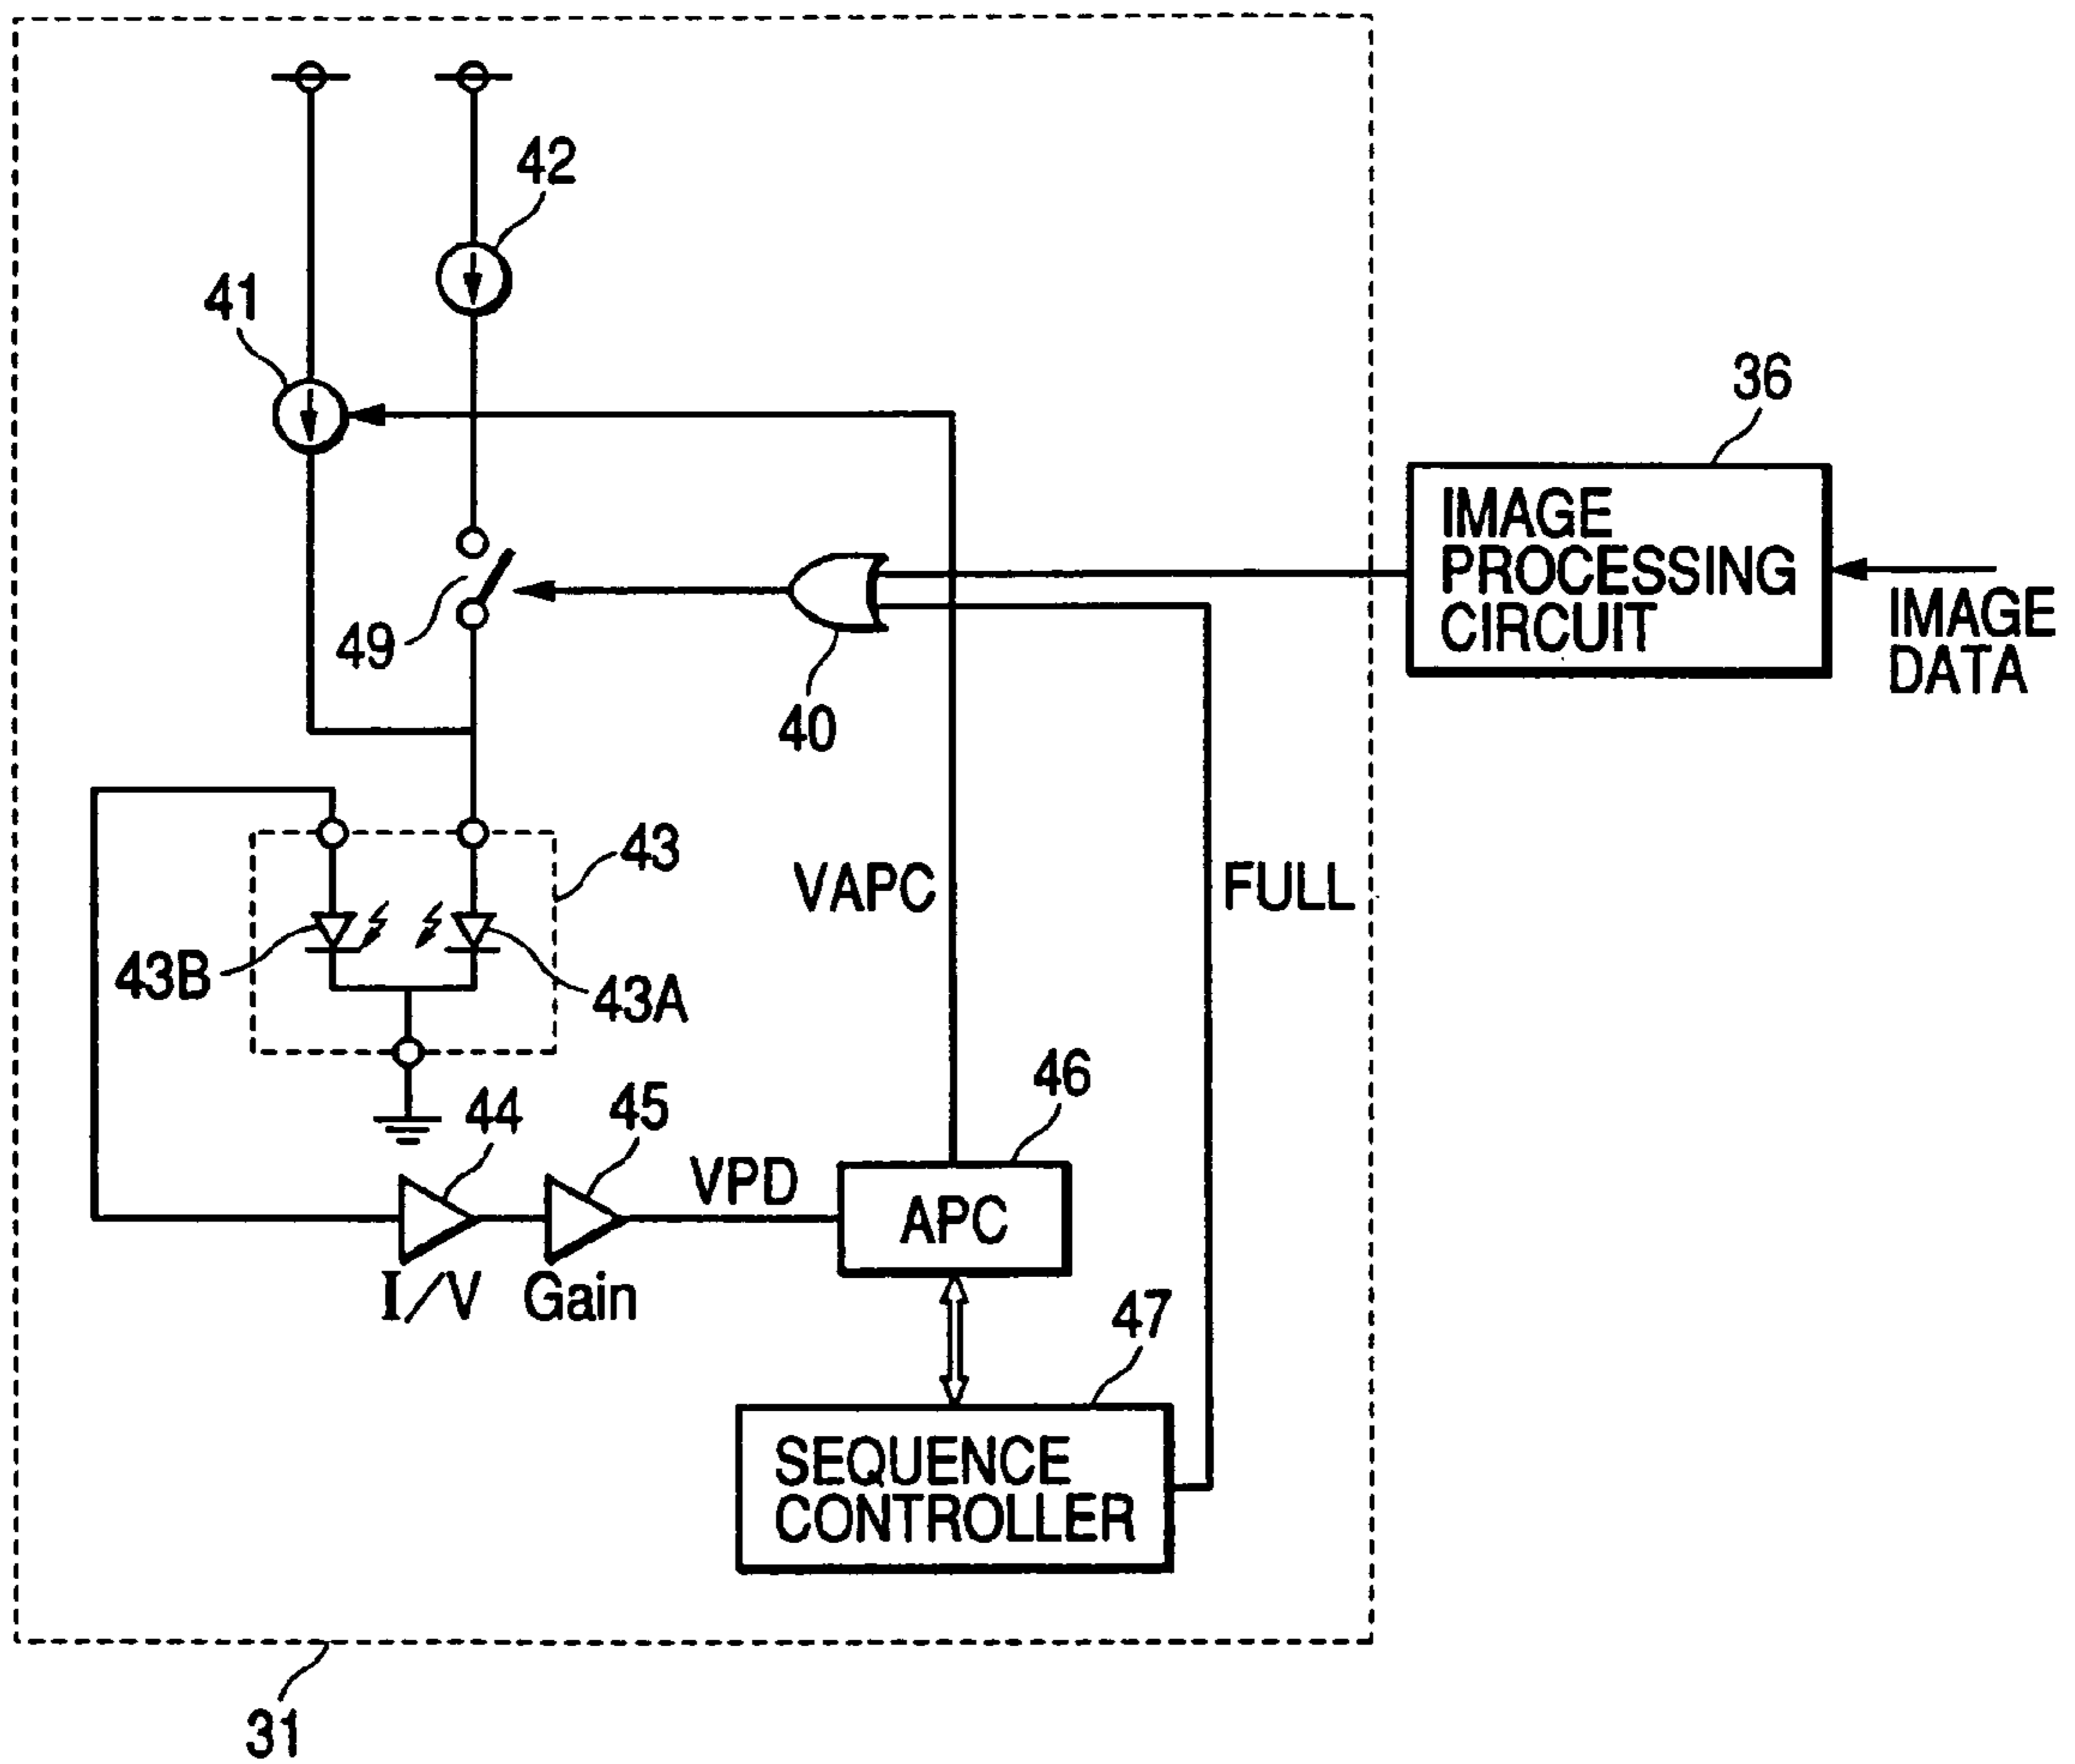 42
41
36
IMAGE
PROCESSING
CIRCUIT
IMAGE
DATA
49
40
43
VAPC
FULL
43B
43A
46
44
45
VPD
APC
I/V
Gain
47
SEQUENCE
CONTROLLER
31